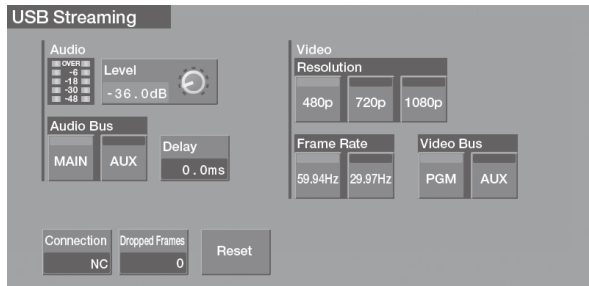 USB Streaming
Audio
OVER
-6
-18
-30
-48
Level
-36.0dB
Audio Bus
MAIN
AUX
Delay
0.0ms
Video
Resolution
480p
720p
1080p
Frame Rate
59.94Hz
29.97Hz
Video Bus
PGM
AUX
Connection
NC
Dropped Frames
0
Reset